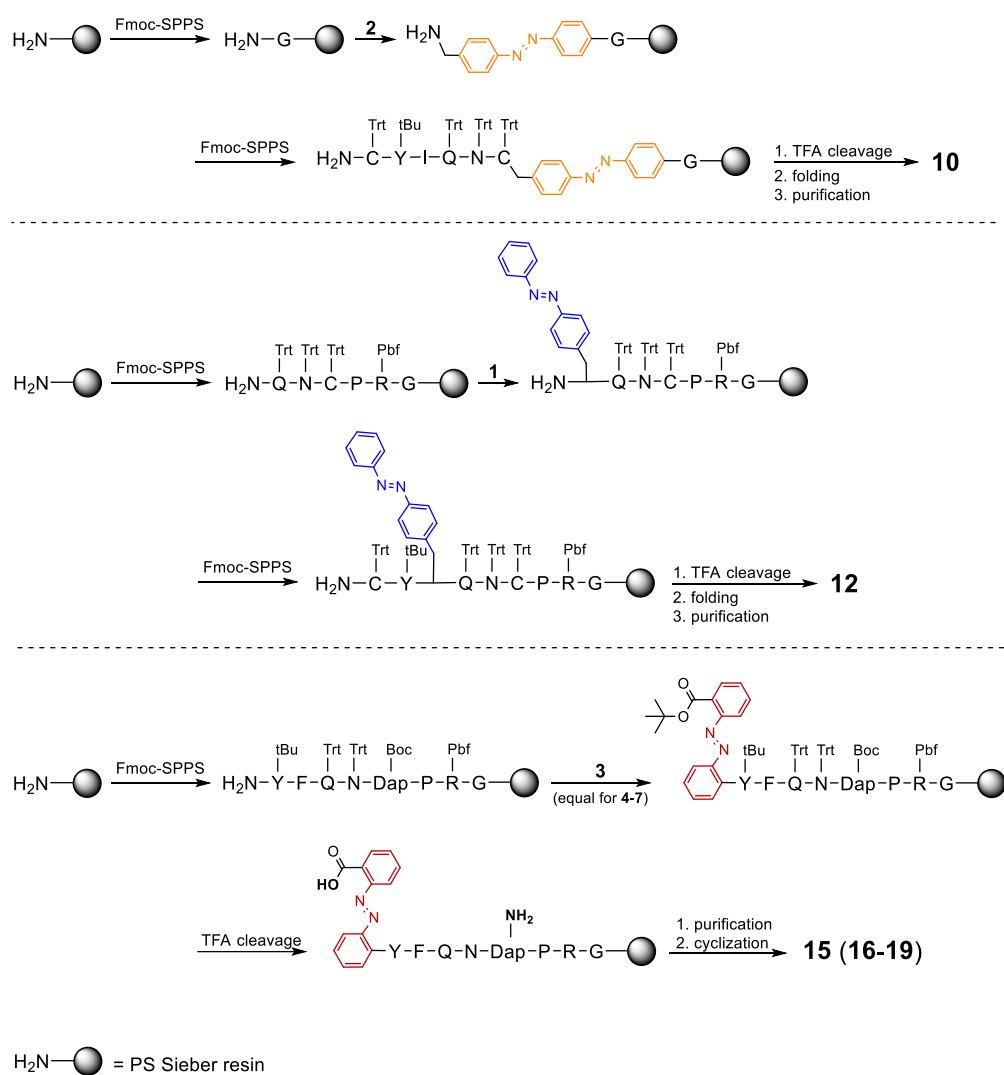 H2N Fmoc-SPPS H2N-G 2 H2N N N G
Trt tBu Trt Trt Trt
Fmoc-SPPS H2N-C-Y-I-Q-N-C N N G 1. TFA cleavage
2. folding
3. purification
10
N=N
Trt Trt Trt Pbf Trt Trt Trt Pbf
H2N Fmoc-SPPS H2N-Q-N-C-P-R-G 1 H2N Q-N-C-P-R-G
N=N
Trt tBu Trt Trt Trt Pbf
Fmoc-SPPS H2N-C-Y Q-N-C-P-R-G 1. TFA cleavage
2. folding
3. purification
12
O
O
N N
tBu Trt Trt Boc Pbf tBu Trt Trt Boc Pbf
H2N Fmoc-SPPS H2N-Y-F-Q-N-Dap-P-R-G 3 Y-F-Q-N-Dap-P-R-G
(equal for 4-7)
O
HO
N N
NH2
TFA cleavage Y-F-Q-N-Dap-P-R-G 1. purification
2. cyclization
15 (16-19)
H2N = PS Sieber resin